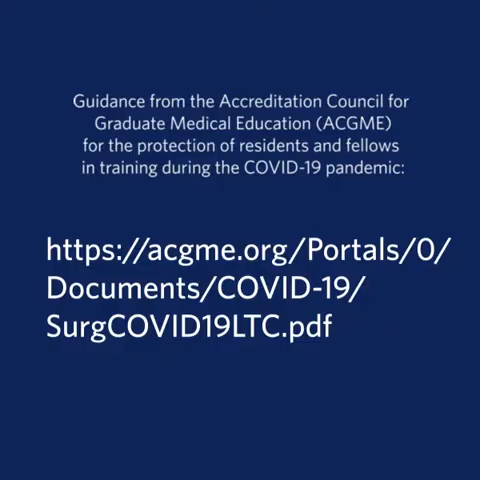 Guidance from the Accreditation Council for
Graduate Medical Education (ACGME)
for the protection of residents and fellows
in training during the COVID-19 pandemic:
https://acgme.org/Portals/0/
Documents/COVID-19/
SurgCOVID19LTC.pdf